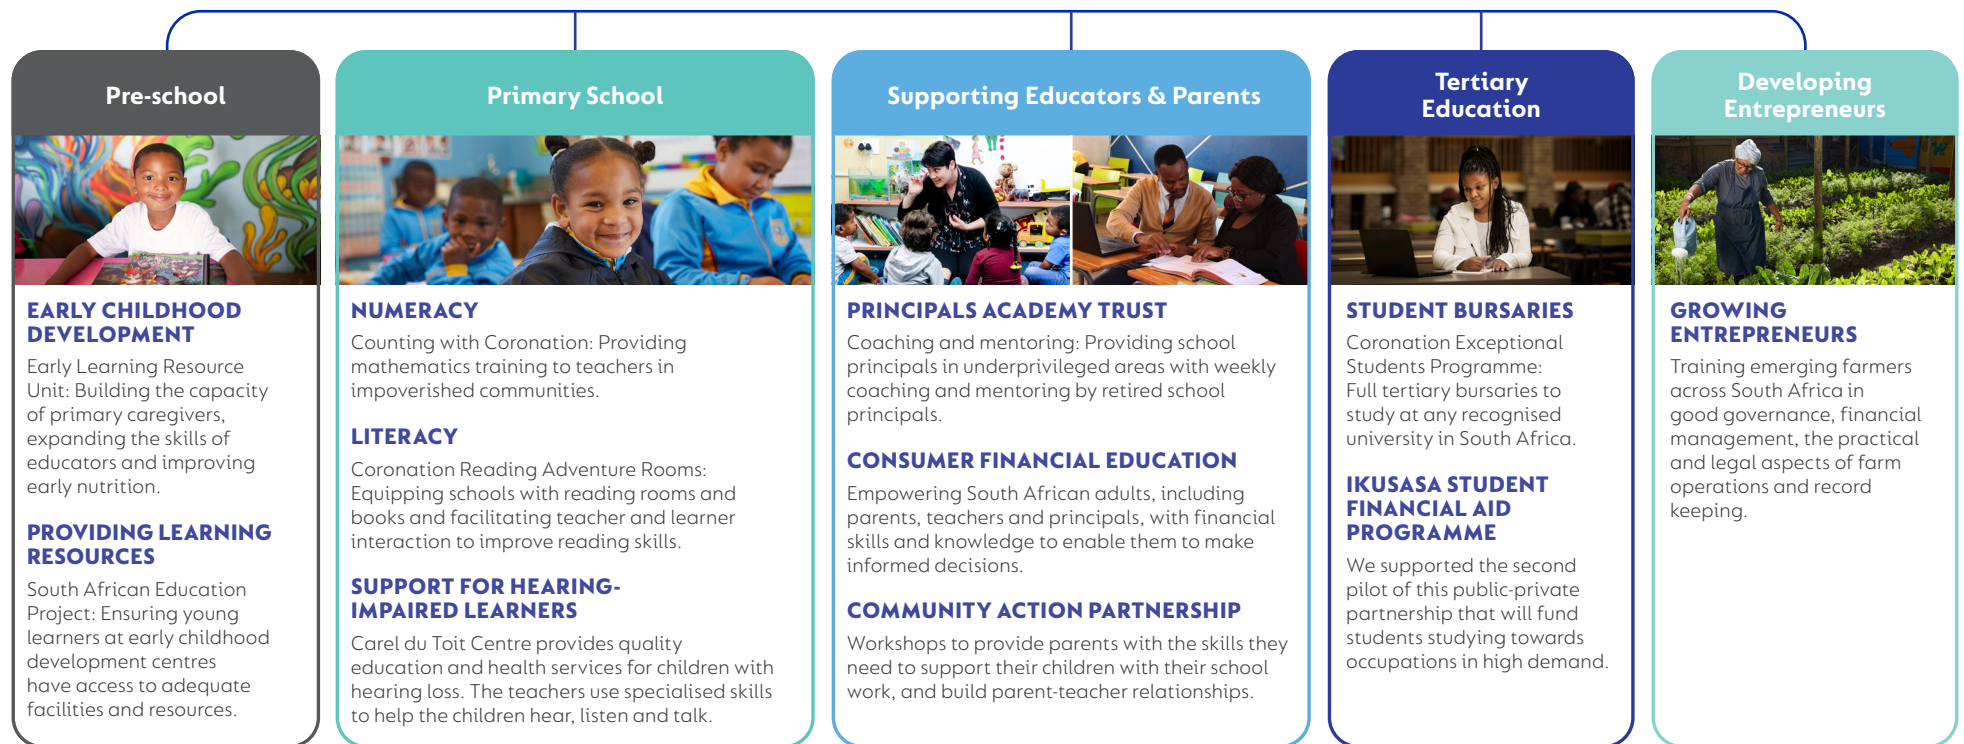 Pre-school
EARLY CHILDHOOD
DEVELOPMENT
Early Learning Resource
Unit: Building the capacity
of primary caregivers,
expanding the skills of
educators and improving
early nutrition.
PROVIDING LEARNING
RESOURCES
South African Education
Project: Ensuring young
learners at early childhood
development centres
have access to adequate
facilities and resources.
Primary School
NUMERACY
Counting with Coronation: Providing
mathematics training to teachers in
impoverished communities.
LITERACY
Coronation Reading Adventure Rooms:
Equipping schools with reading rooms and
books and facilitating teacher and learner
interaction to improve reading skills.
SUPPORT FOR HEARING-
IMPAIRED LEARNERS
Carel du Toit Centre provides quality
education and health services for children with
hearing loss. The teachers use specialised skills
to help the children hear, listen and talk.
Supporting Educators & Parents
PRINCIPALS ACADEMY TRUST
Coaching and mentoring: Providing school
principals in underprivileged areas with weekly
coaching and mentoring by retired school
principals.
CONSUMER FINANCIAL EDUCATION
Empowering South African adults, including
parents, teachers and principals, with financial
skills and knowledge to enable them to make
informed decisions.
COMMUNITY ACTION PARTNERSHIP
Workshops to provide parents with the skills they
need to support their children with their school
work, and build parent-teacher relationships.
Tertiary
Education
STUDENT BURSARIES
Coronation Exceptional
Students Programme:
Full tertiary bursaries to
study at any recognised
university in South Africa.
IKUSASA STUDENT
FINANCIAL AID
PROGRAMME
We supported the second
pilot of this public-private
partnership that will fund
students studying towards
occupations in high demand.
Developing
Entrepreneurs
GROWING
ENTREPRENEURS
Training emerging farmers
across South Africa in
good governance, financial
management, the practical
and legal aspects of farm
operations and record
keeping.